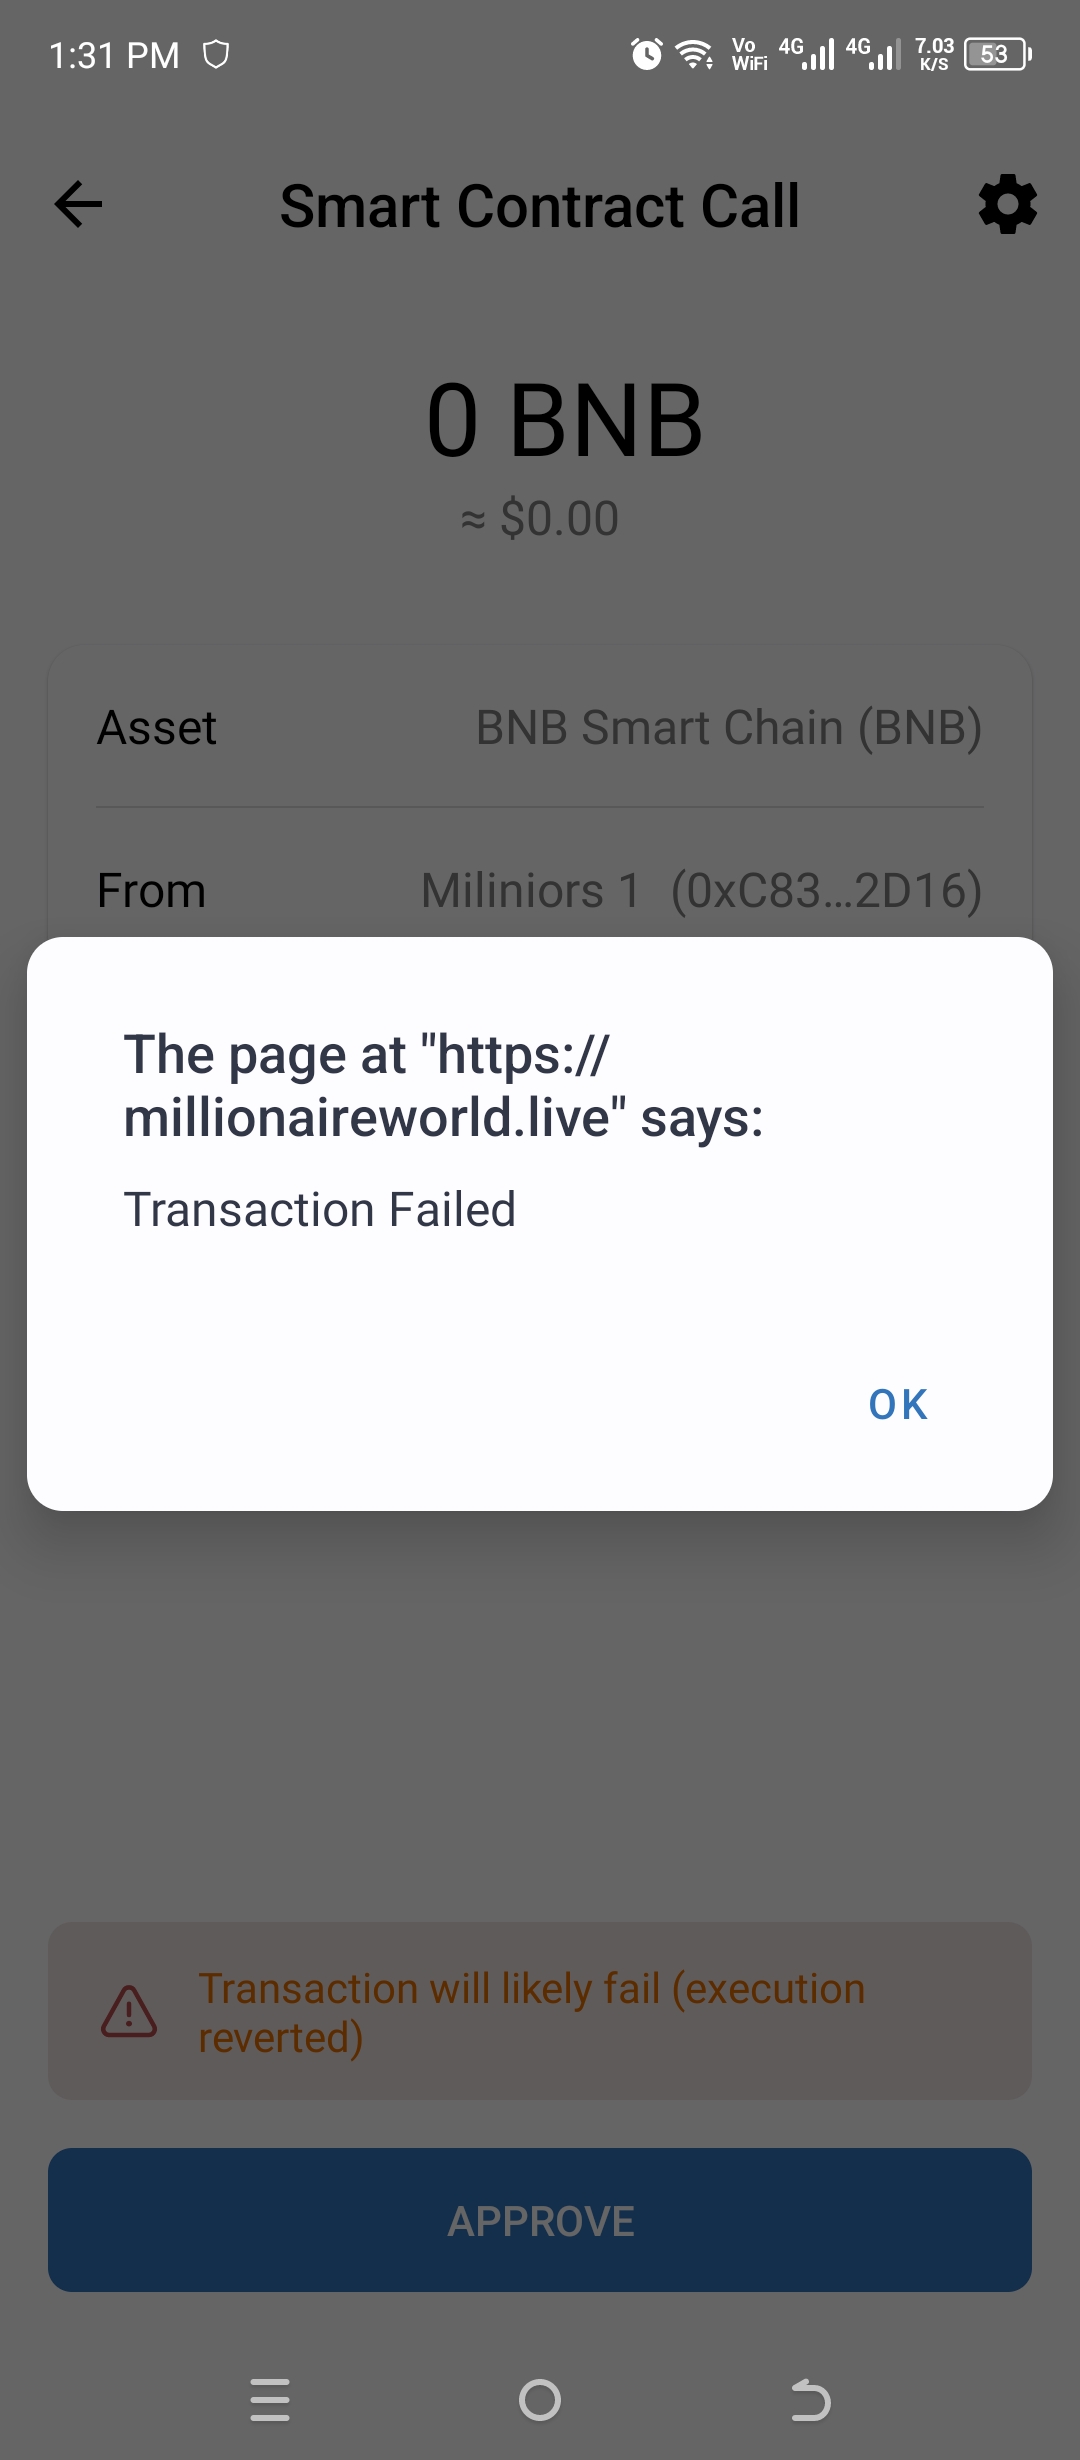 1:31 PM
Vo WiFi 4G 4G 7.03 K/S 53
Smart Contract Call
0 BNB
≈ $0.00
Asset BNB Smart Chain (BNB)
From Miliniors 1 (0xC83...2D16)
The page at "https://
millionaireworld.live" says:
Transaction Failed
OK
Transaction will likely fail (execution
reverted)
APPROVE